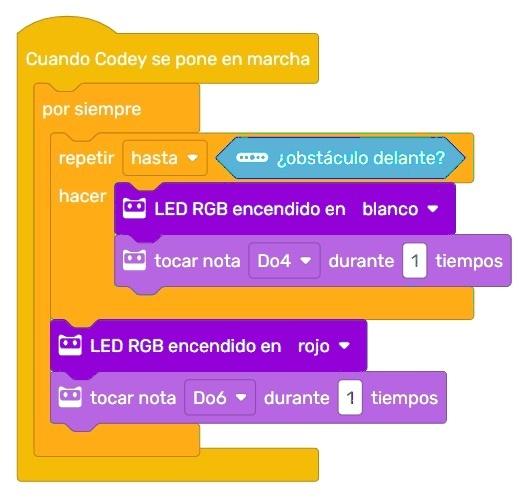 Cuando Codey se pone en marcha
por siempre
repetir hasta ¿obstáculo delante?
hacer
LED RGB encendido en blanco
tocar nota Do4 durante 1 tiempos
LED RGB encendido en rojo
tocar nota Do6 durante 1 tiempos